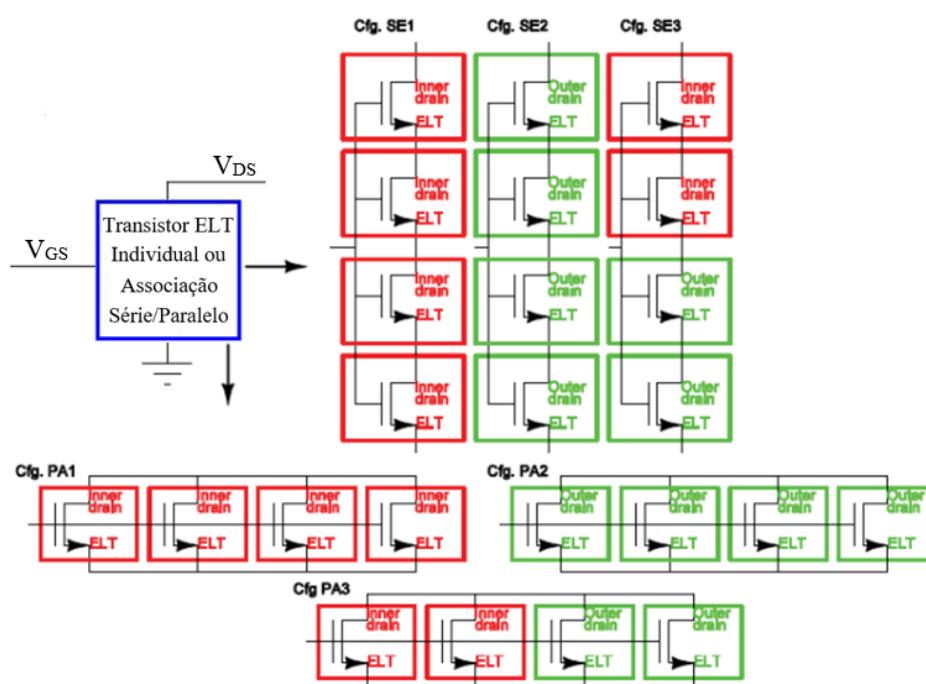 Cfg. SE1 Cfg. SE2 Cfg. SE3
Inner drain ELT
Outer drain ELT
Inner drain ELT
VDS
VGS
Transistor ELT
Individual ou
Associação
Série/Paralelo
Inner drain ELT
Outer drain ELT
Inner drain ELT
Inner drain ELT
Outer drain ELT
Outer drain ELT
Inner drain ELT
Outer drain ELT
Outer drain ELT
Cfg. PA1
Inner drain ELT
Inner drain ELT
Inner drain ELT
Inner drain ELT
Cfg. PA2
Outer drain ELT
Outer drain ELT
Outer drain ELT
Outer drain ELT
Cfg PA3
Inner drain ELT
Inner drain ELT
Outer drain ELT
Outer drain ELT